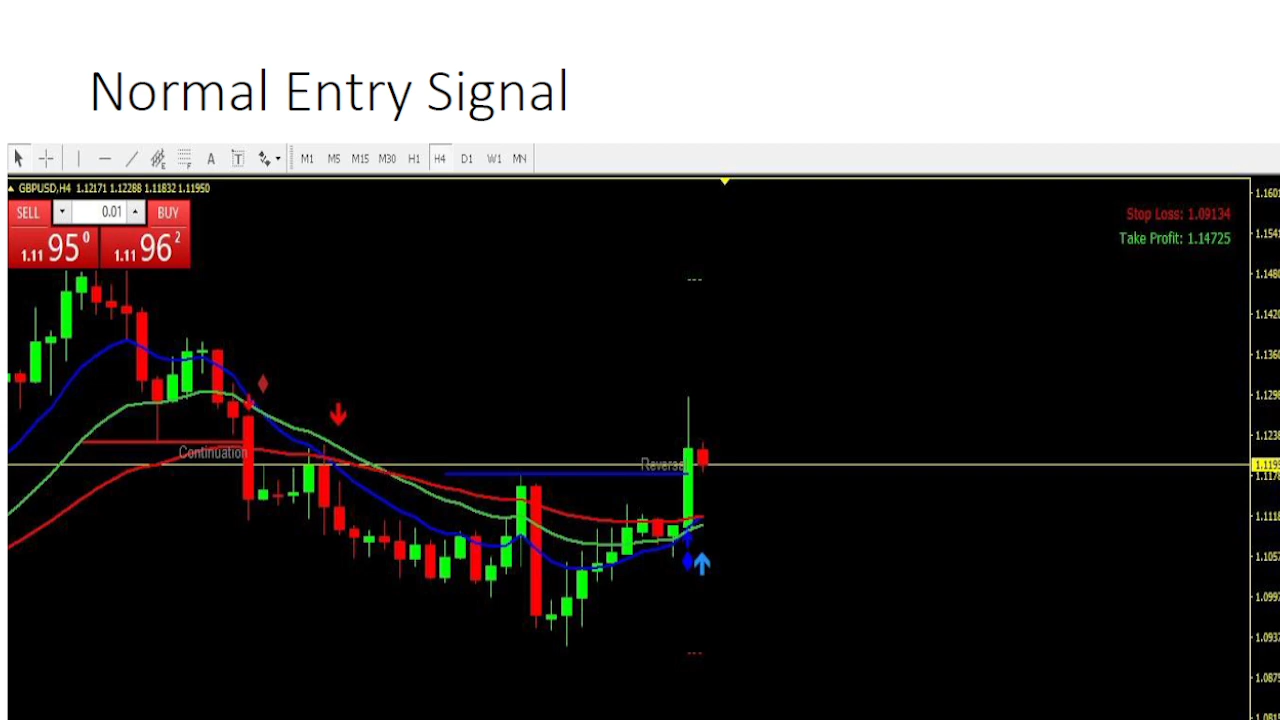 Normal Entry Signal
A T M1 M5 M15 M30 H1 H4 D1 W1 MN
GBPUSD,H4 1.12171 1.12288 1.11832 1.11950
SELL 0.01 BUY
1.11 95 0 1.11 96 2
Stop Loss: 1.09134
Take Profit: 1.14725
Continuation
Reverse